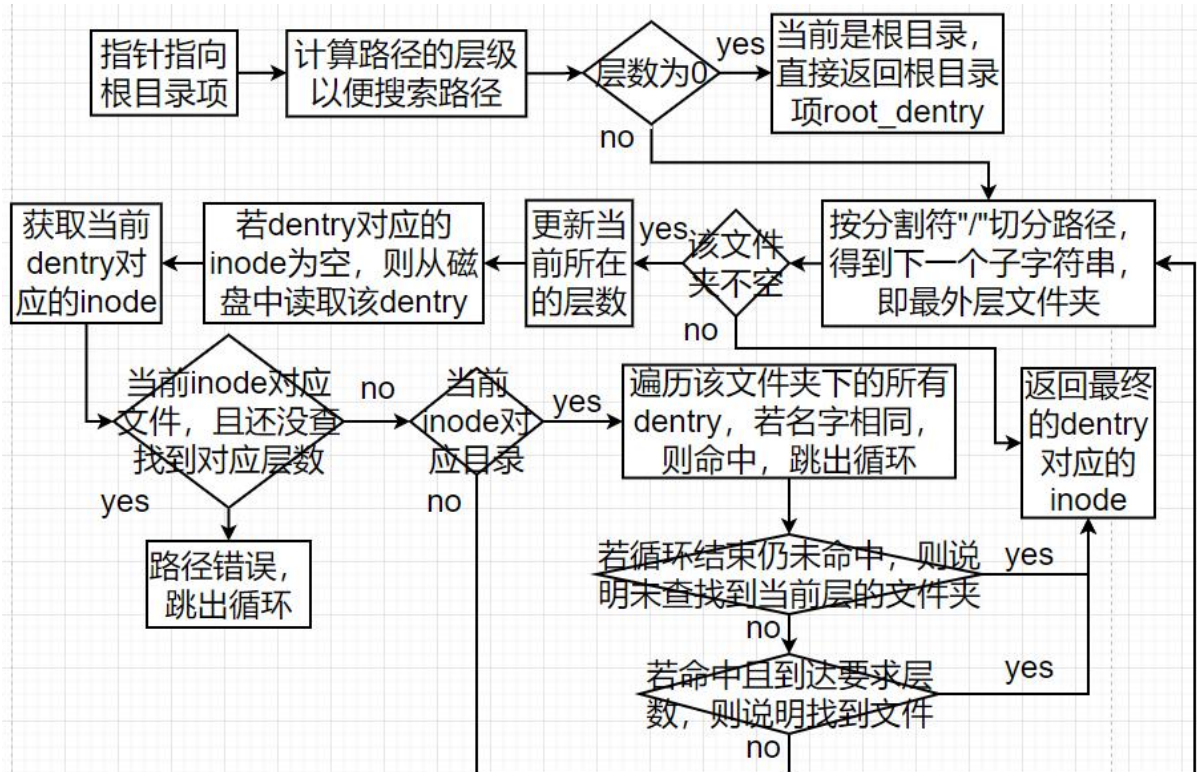 指针指向
根目录项
计算路径的层级
以便搜索路径
层数为0
yes
当前是根目录，
直接返回根目录
项root_dentry
no
按分割符"/"切分路径，
得到下一个子字符串，
即最外层文件夹
该文件
夹不空
yes
no
更新当
前所在
的层数
若dentry对应的
inode为空，则从磁
盘中读取该dentry
获取当前
dentry对
应的inode
当前inode对应
文件，且还没查
找到对应层数
no
yes
路径错误，
跳出循环
当前
inode对
应目录
yes
no
遍历该文件夹下的所有
dentry，若名字相同，
则命中，跳出循环
返回最终
的dentry
对应的
inode
若循环结束仍未命中，则说
明未查找到当前层的文件夹
yes
no
若命中且到达要求层
数，则说明找到文件
yes
no